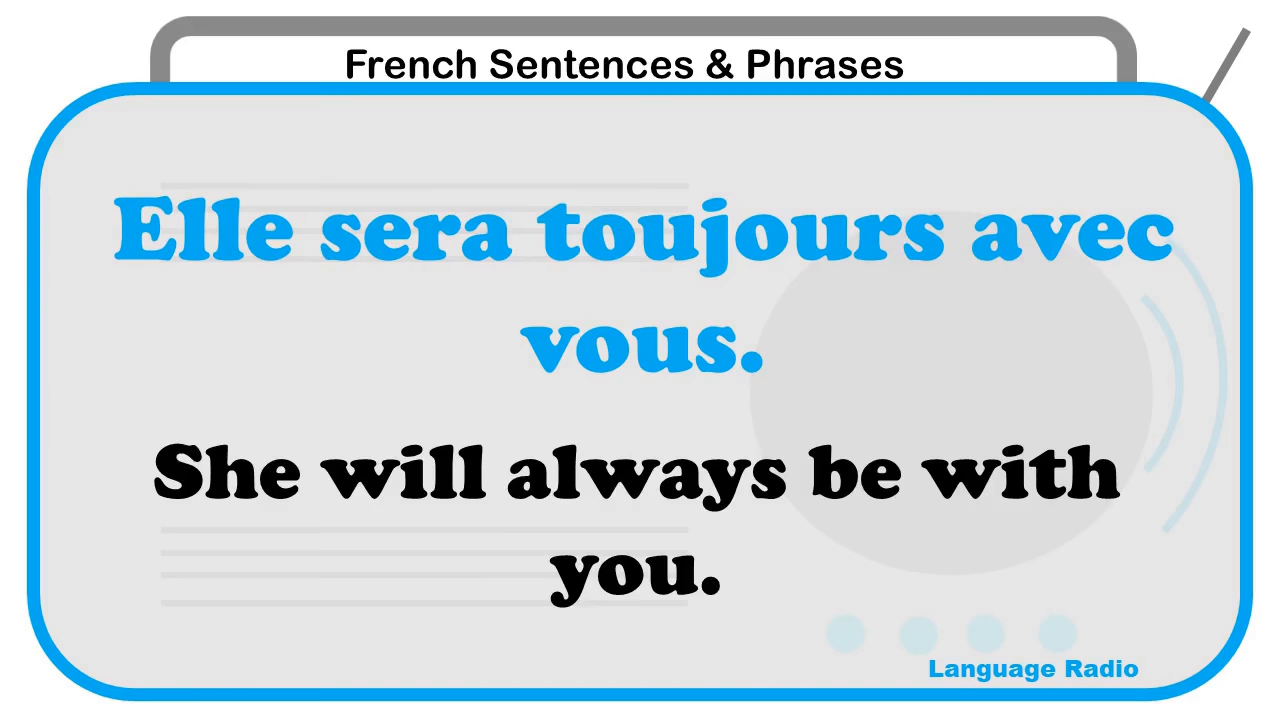 French Sentences & Phrases
Elle sera toujours avec
vous.
She will always be with
you.
Language Radio